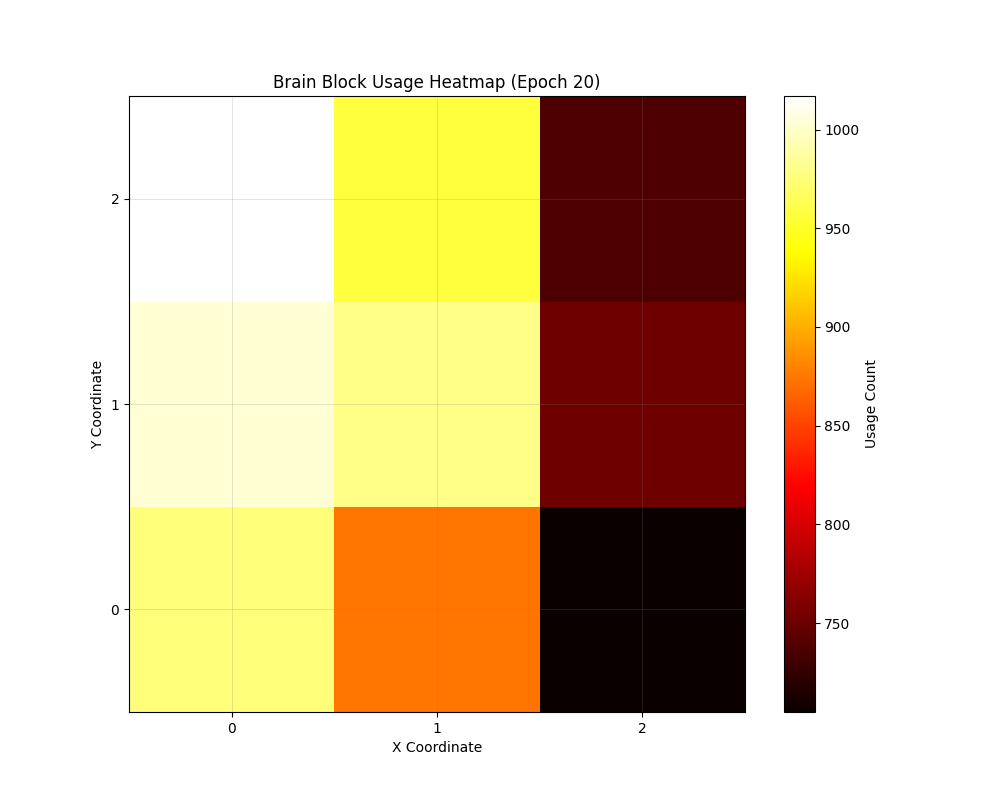 Brain Block Usage Heatmap (Epoch 20)
2
1
0
Y Coordinate
0 1 2
X Coordinate
1000
950
900
850
800
750
Usage Count